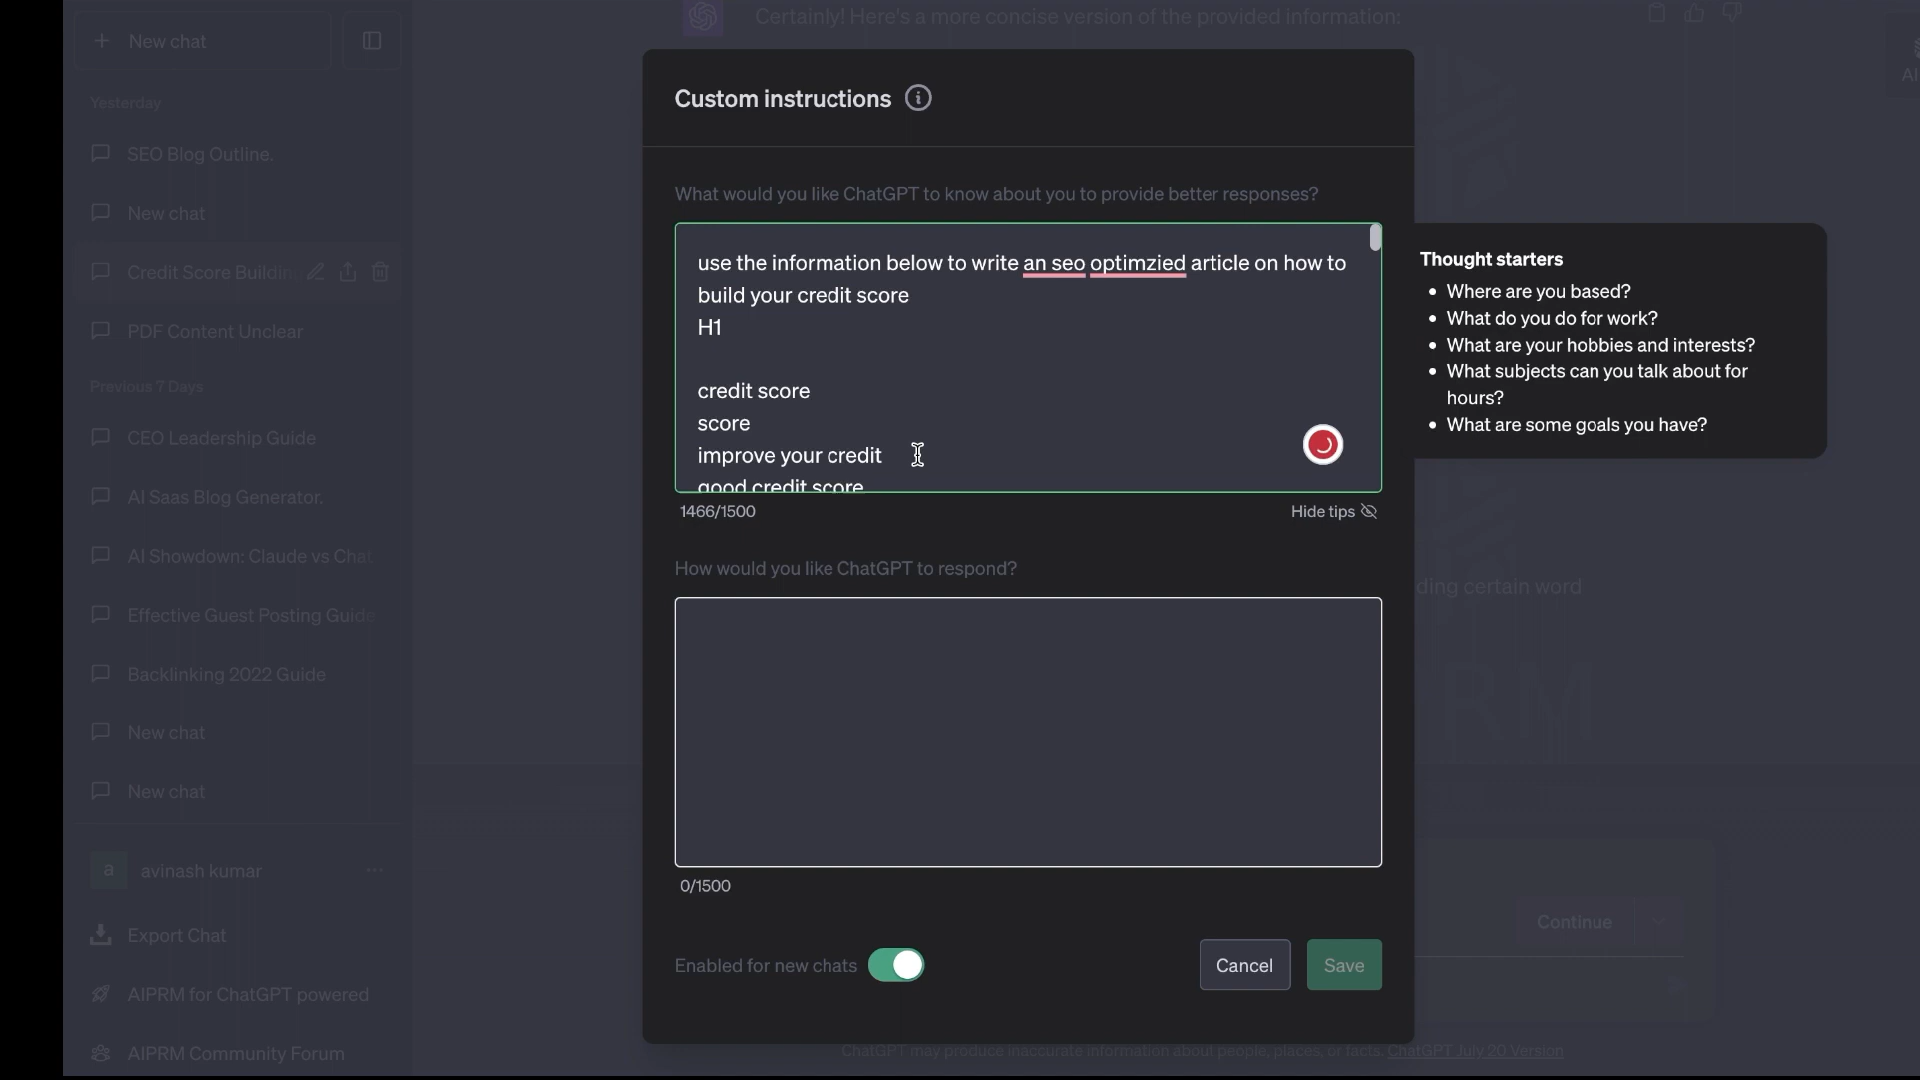 New chat
Yesterday
SEO Blog Outline.
New chat
Credit Score Buildin
PDF Content Unclear
Previous 7 Days
CEO Leadership Guide
AI Saas Blog Generator.
AI Showdown: Claude vs Chat
Effective Guest Posting Guide
Backlinking 2022 Guide
New chat
New chat
a avinash kumar
Export Chat
AIPRM for ChatGPT powered
AIPRM Community Forum
Certainly! Here's a more concise version of the provided information:
AI
Custom instructions
What would you like ChatGPT to know about you to provide better responses?
use the information below to write an seo optimzied article on how to
build your credit score
H1
credit score
score
improve your credit
good credit score
1466/1500
Hide tips
Thought starters
• Where are you based?
• What do you do for work?
• What are your hobbies and interests?
• What subjects can you talk about for
hours?
• What are some goals you have?
How would you like ChatGPT to respond?
ding certain word
RM
0/1500
Enabled for new chats
Cancel
Save
Continue
ChatGPT may produce inaccurate information about people, places, or facts. ChatGPT July 20 Version